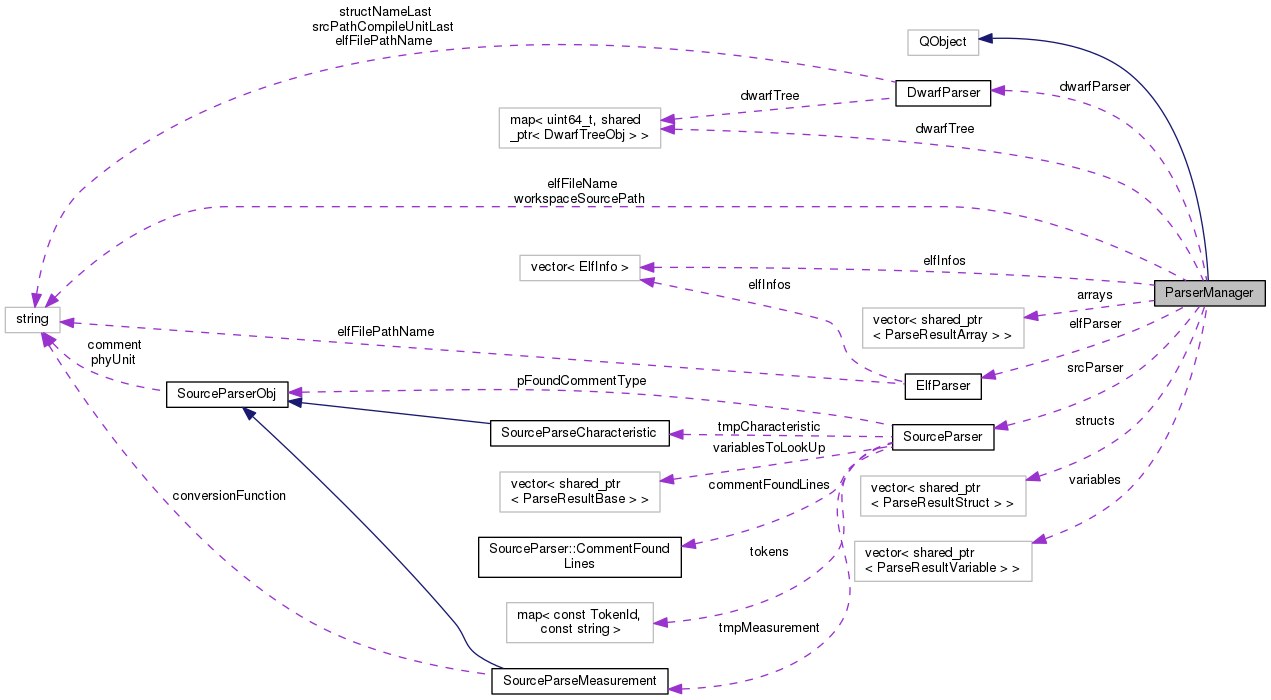 structNameLast
srcPathCompileUnitLast
elfFilePathName
QObject
dwarfParser
DwarfParser
dwarfTree
map< uint64_t, shared
_ptr< DwarfTreeObj > >
dwarfTree
elfFileName
workspaceSourcePath
vector< ElfInfo >
elfInfos
elfInfos
ParserManager
arrays
string
vector< shared_ptr
< ParseResultArray > >
elfParser
elfFilePathName
comment
phyUnit
srcParser
pFoundCommentType
ElfParser
SourceParserObj
structs
tmpCharacteristic
SourceParseCharacteristic
SourceParser
variablesToLookUp
variables
vector< shared_ptr
< ParseResultBase > >
commentFoundLines
vector< shared_ptr
< ParseResultStruct > >
conversionFunction
SourceParser::CommentFound
Lines
tokens
vector< shared_ptr
< ParseResultVariable > >
map< const TokenId,
const string >
tmpMeasurement
SourceParseMeasurement